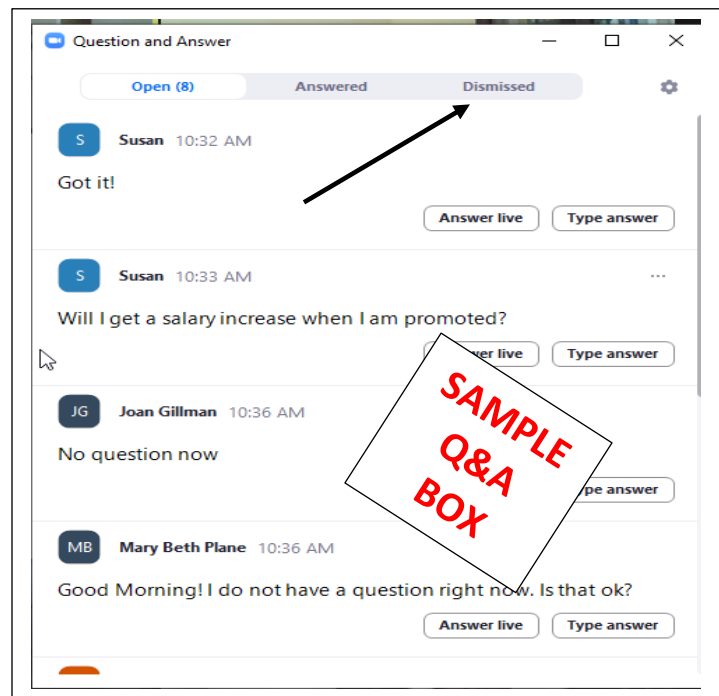 Question and Answer
Open (8) Answered Dismissed
S Susan 10:32 AM
Got it!
Answer live Type answer
S Susan 10:33 AM
Will I get a salary increase when I am promoted?
live Type answer
JG Joan Gillman 10:36 AM
No question now
answer
MB Mary Beth Plane 10:36 AM
Good Morning! I do not have a question right now. Is that ok?
Answer live Type answer
SAMPLE
Q&A
BOX